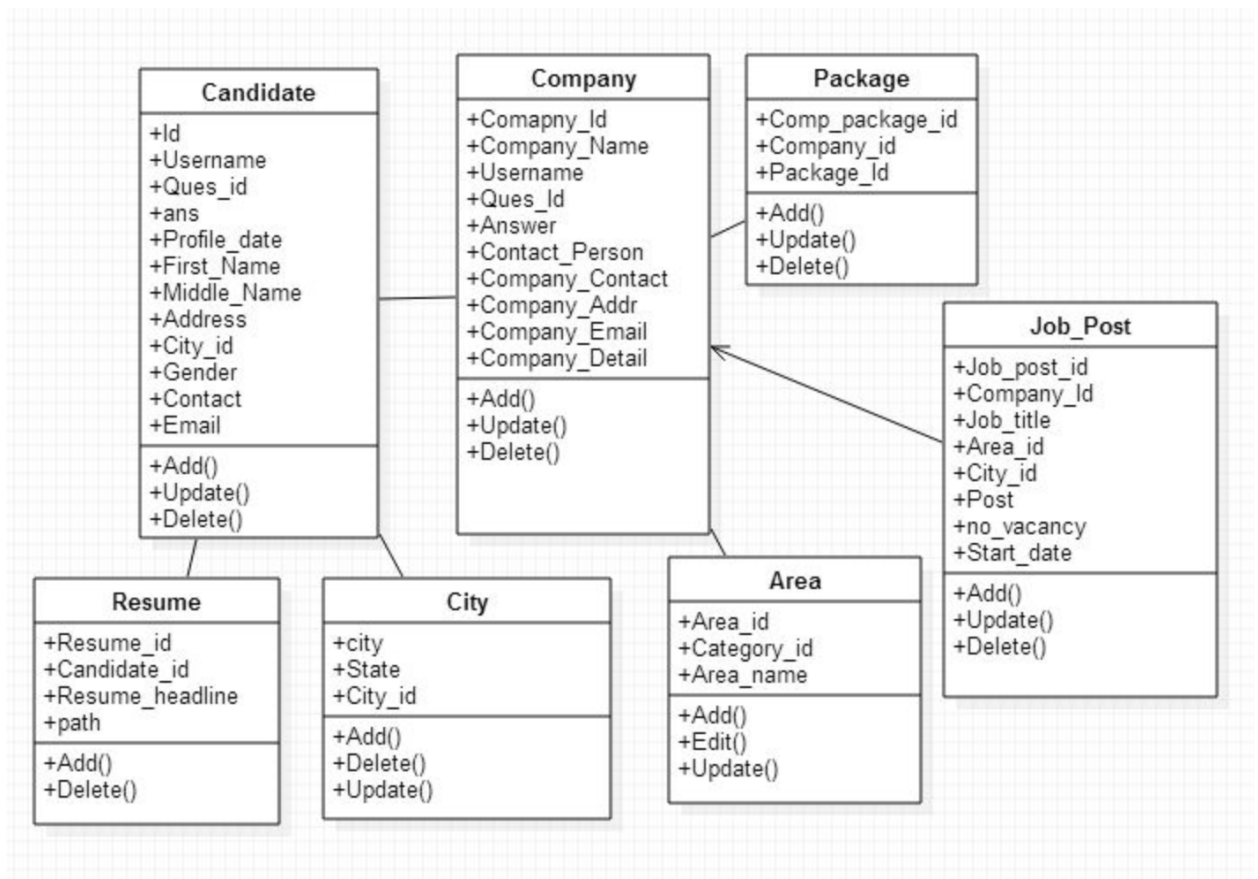 Candidate
+Id
+Username
+Ques_id
+ans
+Profile_date
+First_Name
+Middle_Name
+Address
+City_id
+Gender
+Contact
+Email
+Add()
+Update()
+Delete()
Company
+Comapny_Id
+Company_Name
+Username
+Ques_Id
+Answer
+Contact_Person
+Company_Contact
+Company_Addr
+Company_Email
+Company_Detail
+Add()
+Update()
+Delete()
Package
+Comp_package_id
+Company_id
+Package_Id
+Add()
+Update()
+Delete()
Job_Post
+Job_post_id
+Company_Id
+Job_title
+Area_id
+City_id
+Post
+no_vacancy
+Start_date
+Add()
+Update()
+Delete()
Resume
+Resume_id
+Candidate_id
+Resume_headline
+path
+Add()
+Delete()
City
+city
+State
+City_id
+Add()
+Delete()
+Update()
Area
+Area_id
+Category_id
+Area_name
+Add()
+Edit()
+Update()